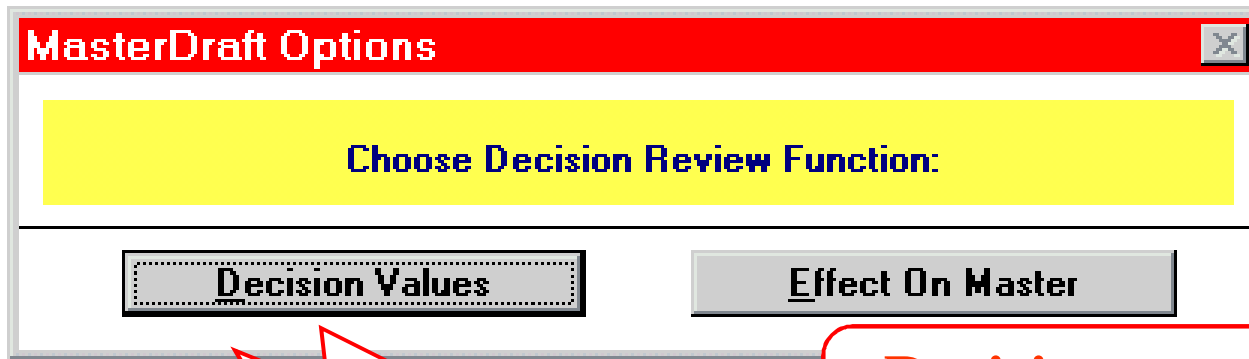 MasterDraft Options
Choose Decision Review Function:
Decision Values
Effect On Master